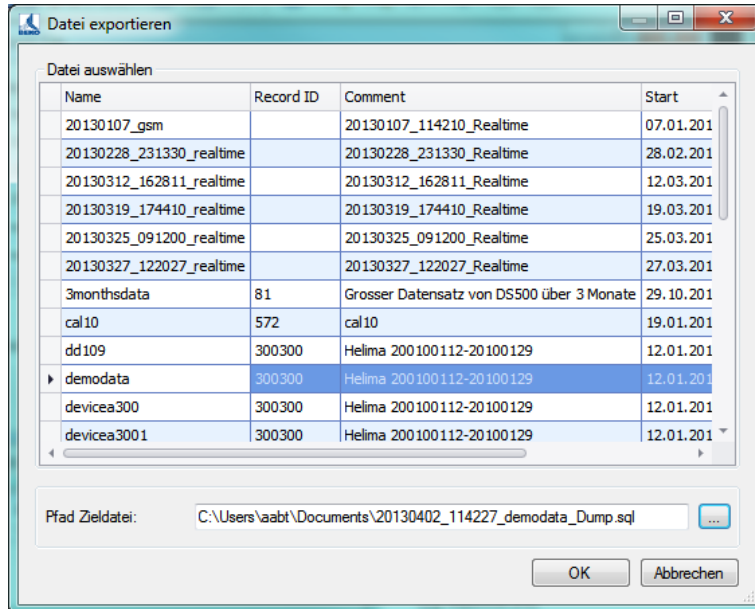 Datei exportieren
Datei auswählen
Name Record ID Comment Start
20130107_gsm 20130107_114210_Realtime 07.01.201
20130228_231330_realtime 20130228_231330_Realtime 28.02.201
20130312_162811_realtime 20130312_162811_Realtime 12.03.201
20130319_174410_realtime 20130319_174410_Realtime 19.03.201
20130325_091200_realtime 20130325_091200_Realtime 25.03.201
20130327_122027_realtime 20130327_122027_Realtime 27.03.201
3monthsdata 81 Grosser Datensatz von DS500 über 3 Monate 29.10.201
cal10 572 cal10 19.01.201
dd109 300300 Helima 200100112-20100129 12.01.201
demodata 300300 Helima 200100112-20100129 12.01.201
devicea300 300300 Helima 200100112-20100129 12.01.201
devicea3001 300300 Helima 200100112-20100129 12.01.201
Pfad Zieldatei: C:\Users\aabt\Documents\20130402_114227_demodata_Dump.sql ...
OK Abbrechen